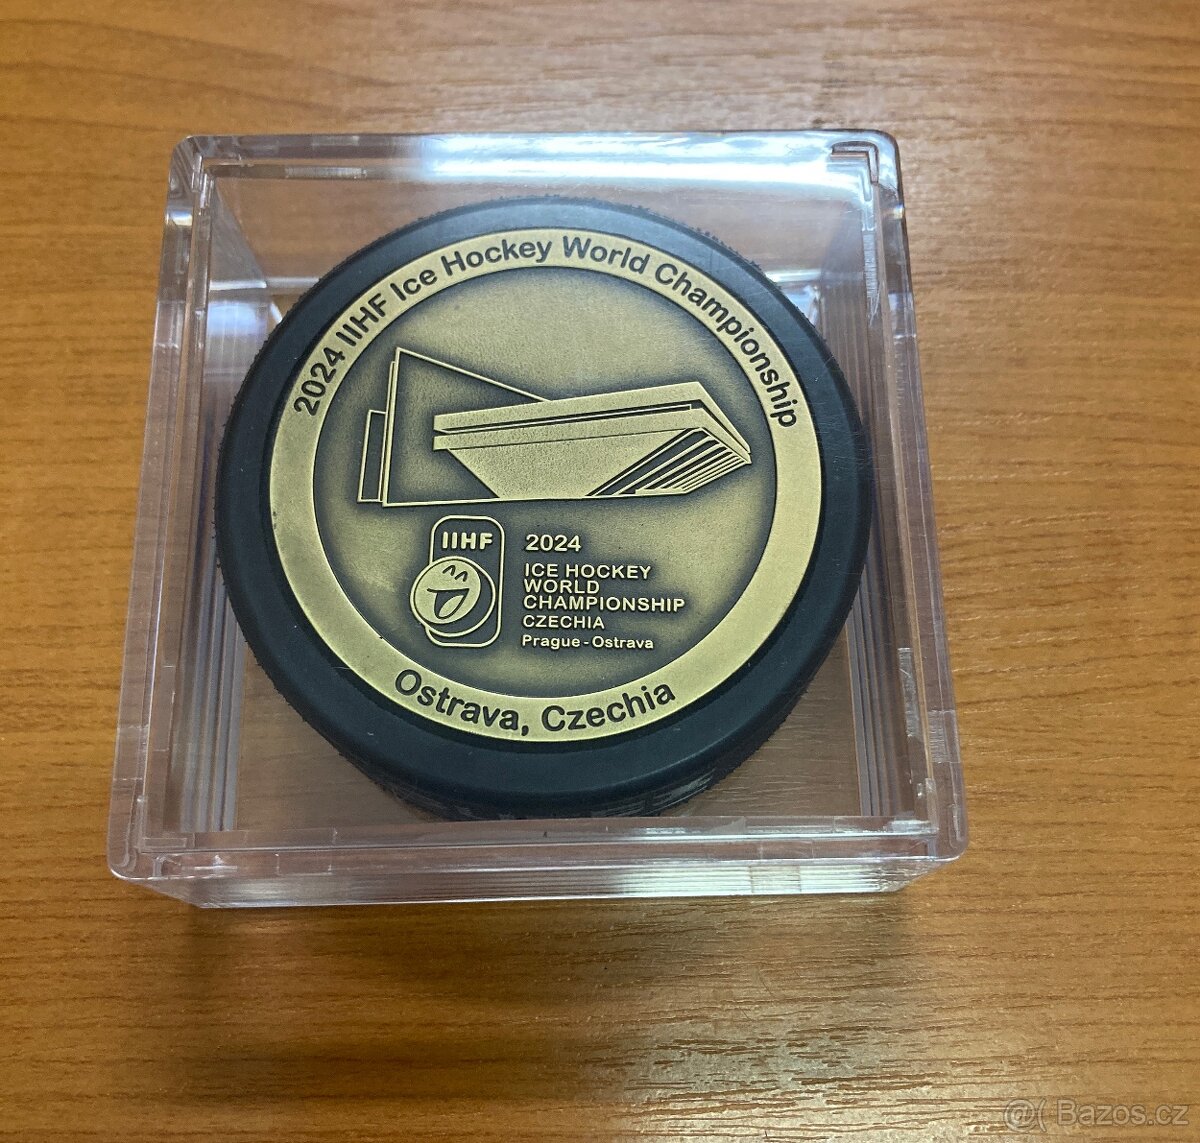 2024 IIHF Ice Hockey World Championship
IIHF
2024
ICE HOCKEY
WORLD
CHAMPIONSHIP
CZECHIA
Prague - Ostrava
Ostrava, Czechia
@( Bazos.cz